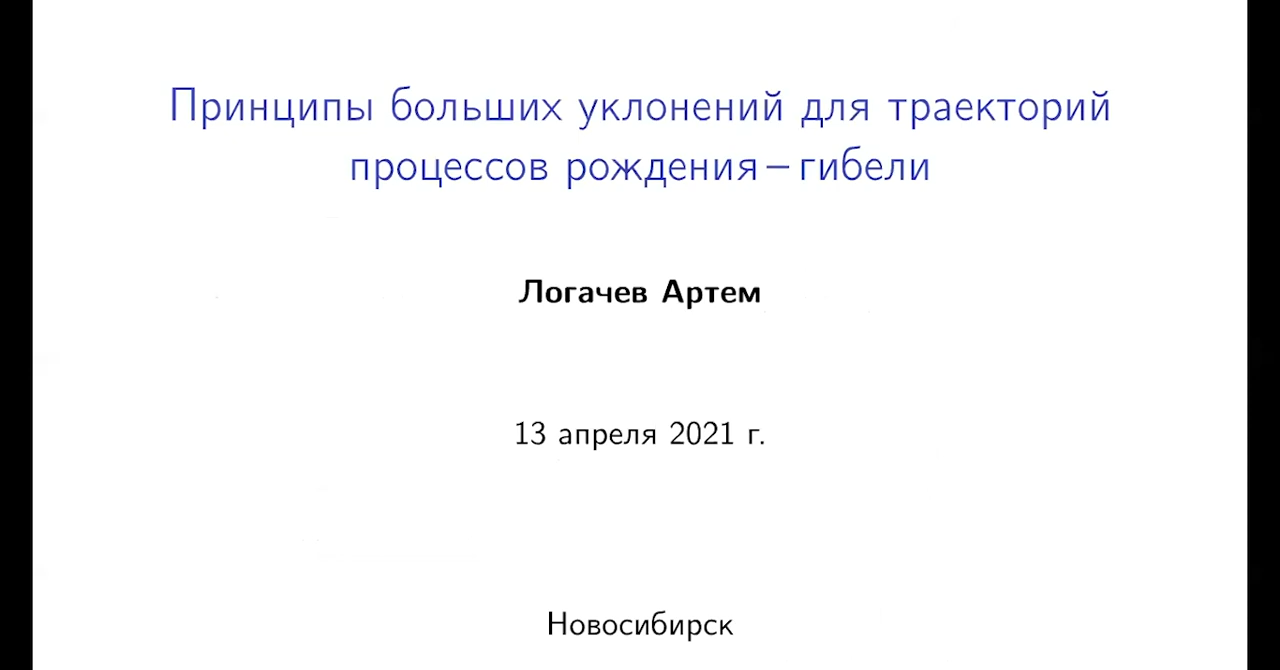 Принципы больших уклонений для траекторий
процессов рождения – гибели
Логачев Артем
13 апреля 2021 г.
Новосибирск